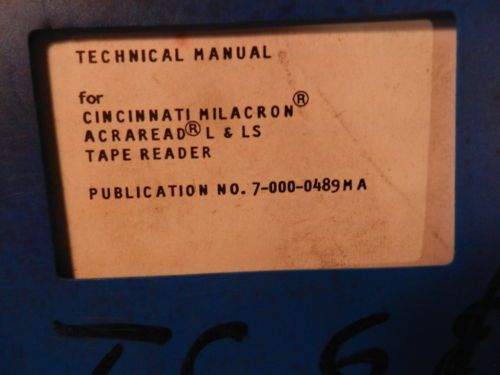 TECHNICAL MANUAL
for
CINCINNATI MILACRON®
ACRAREAD® L & LS
TAPE READER
PUBLICATION NO. 7-000-0489MA